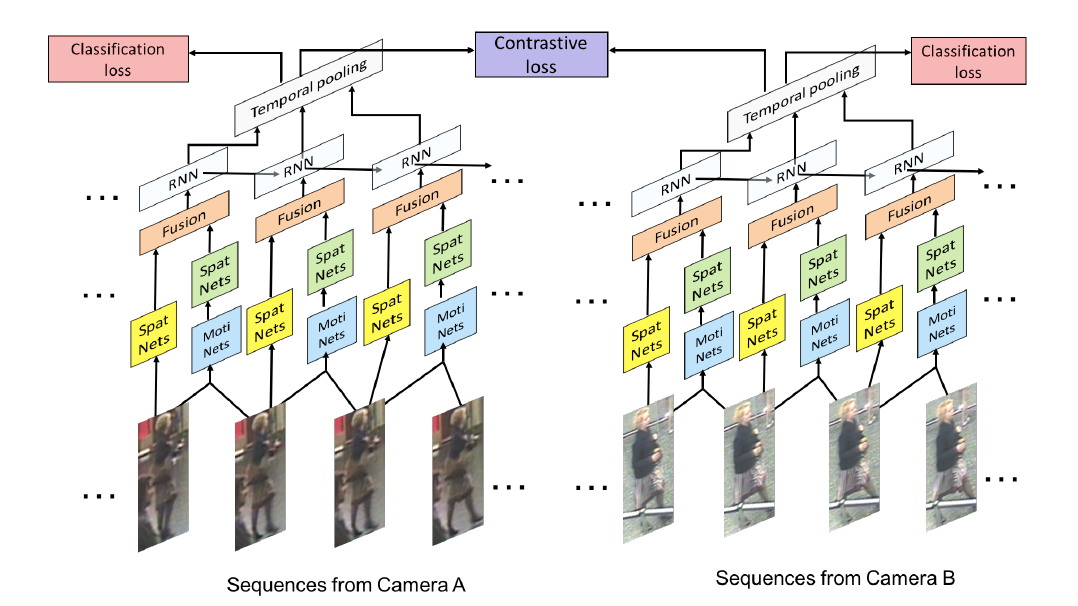 Classification
loss
Contrastive
loss
Classification
loss
Temporal pooling
Temporal pooling
RNN
RNN
RNN
RNN
RNN
RNN
...
...
...
...
Fusion
Fusion
Fusion
Fusion
Fusion
Fusion
Spat
Nets
Spat
Nets
Spat
Nets
Spat
Nets
Spat
Nets
Spat
Nets
...
...
...
...
Spat
Nets
Moti
Nets
Spat
Nets
Moti
Nets
Spat
Nets
Moti
Nets
Spat
Nets
Moti
Nets
Spat
Nets
Moti
Nets
Spat
Nets
Moti
Nets
...
...
...
...
Sequences from Camera A
Sequences from Camera B